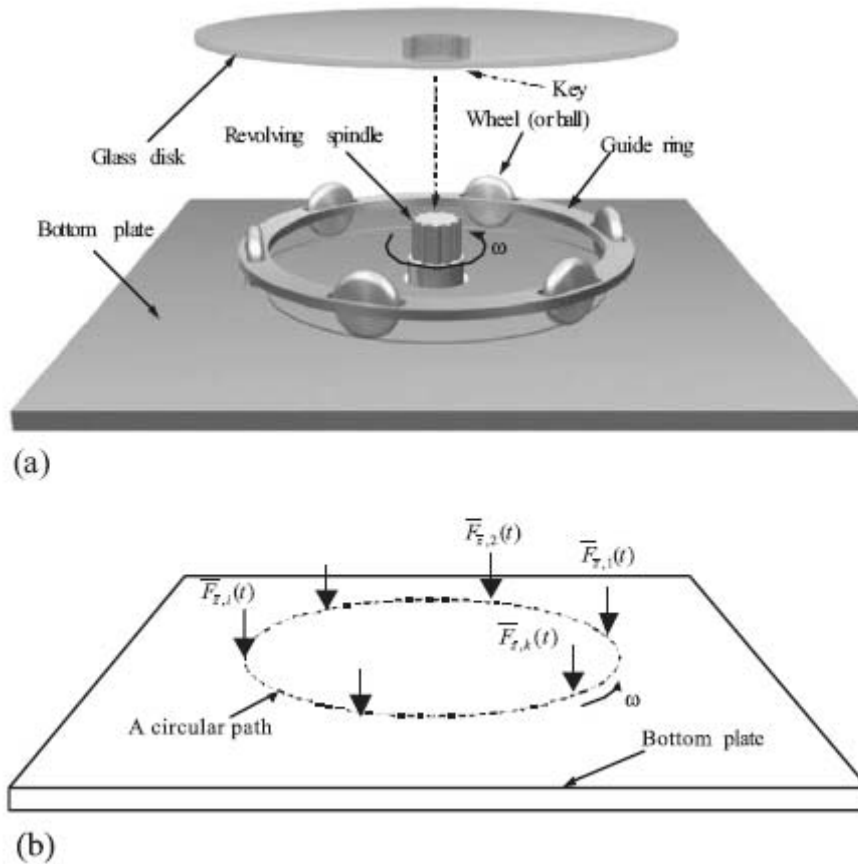 Key
Wheel (or ball)
Revolving spindle
Guide ring
Glass disk
Bottom plate
ω
(a)
F̅z̅,2(t)
F̅z̅,1(t)
F̅z̅,i(t)
F̅z̅,k(t)
ω
A circular path
Bottom plate
(b)